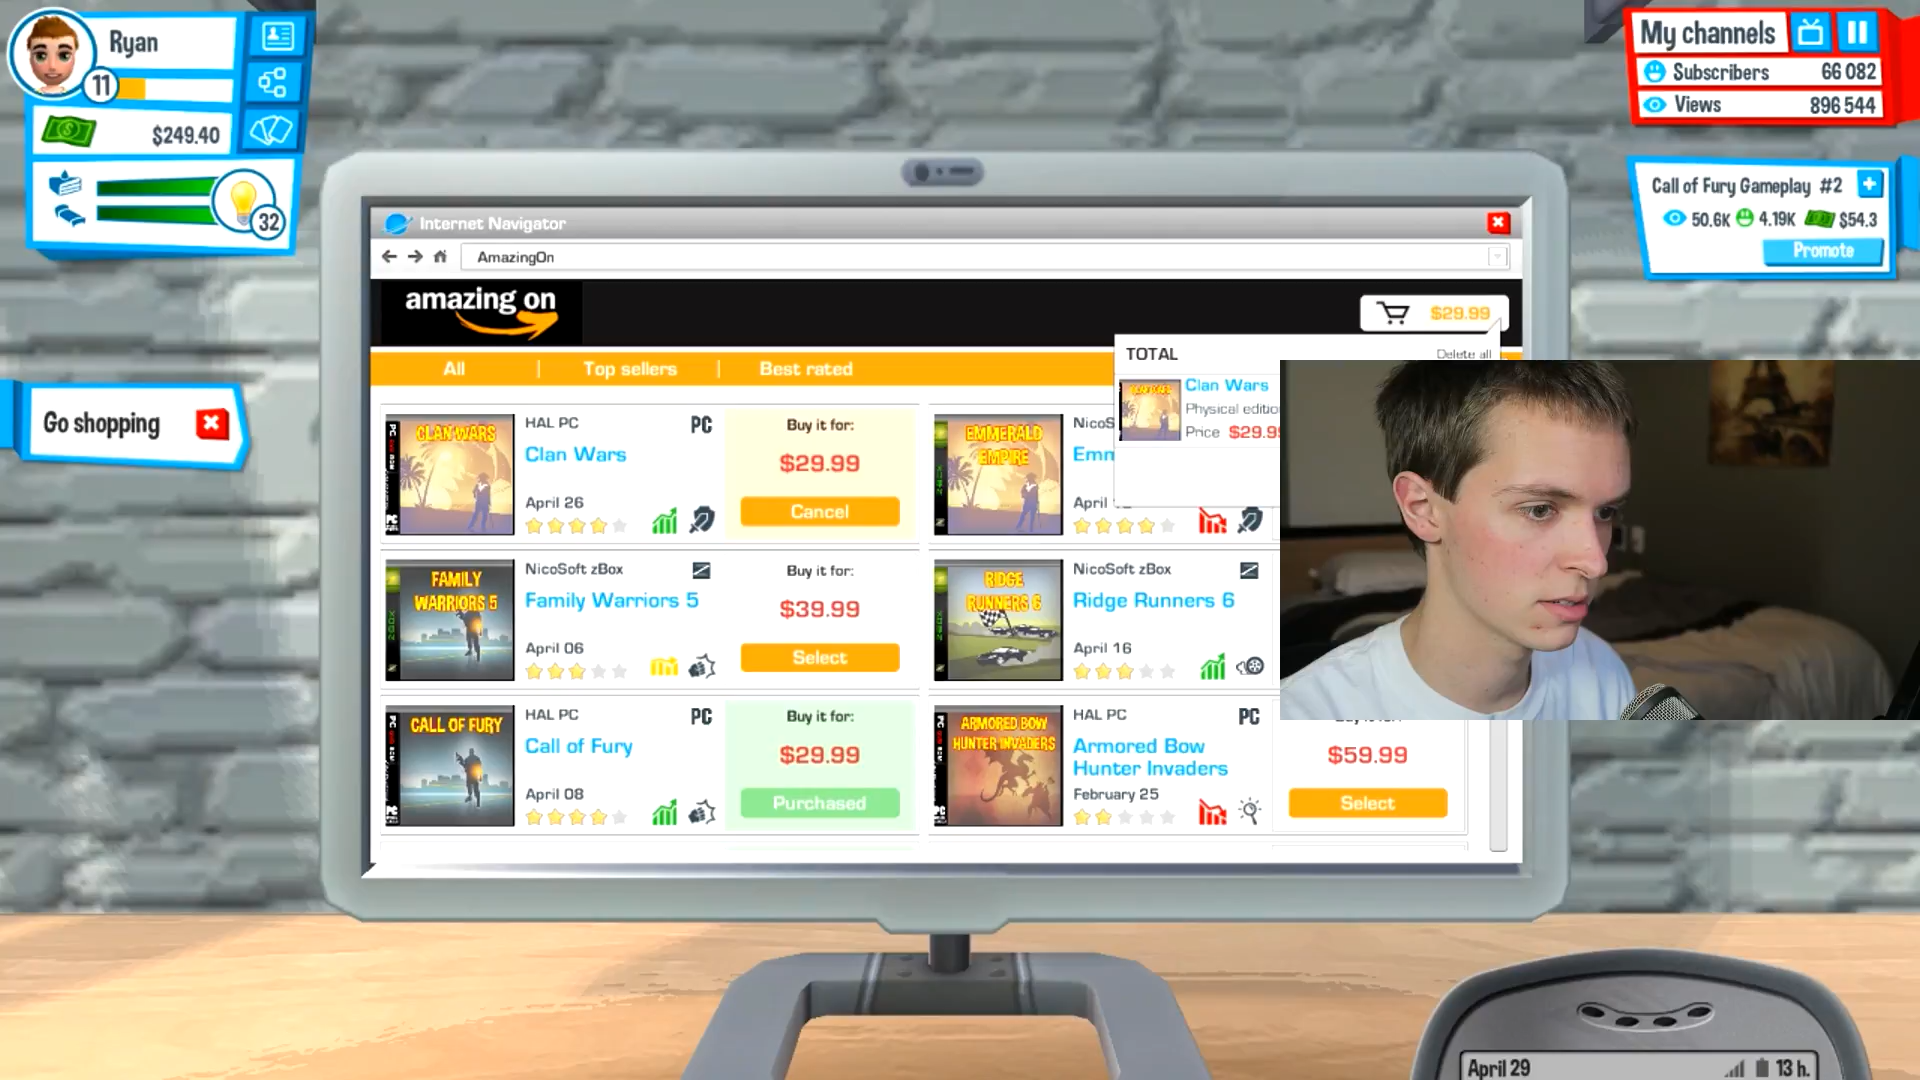 Ryan
11
$249.40
32
Go shopping
My channels
Subscribers 66 082
Views 896 544
Call of Fury Gameplay #2
50.6K 4.19K $54.3
Promote
Internet Navigator
AmazingOn
amazing on
$29.99
TOTAL
Delete all
Clan Wars
Physical editio
Price $29.99
All | Top sellers | Best rated
CLAN WARS
HAL PC PC
Clan Wars
April 26
Buy it for:
$29.99
Cancel
EMMERALD
EMPIRE
NicoS
Emm
April
FAMILY
WARRIORS 5
NicoSoft zBox
Family Warriors 5
April 06
Buy it for:
$39.99
Select
RIDGE
RUNNERS 6
NicoSoft zBox
Ridge Runners 6
April 16
CALL OF FURY
HAL PC PC
Call of Fury
April 08
Buy it for:
$29.99
Purchased
ARMORED BOW
HUNTER INVADERS
HAL PC PC
Armored Bow
Hunter Invaders
February 25
$59.99
Select
April 29 13 h.